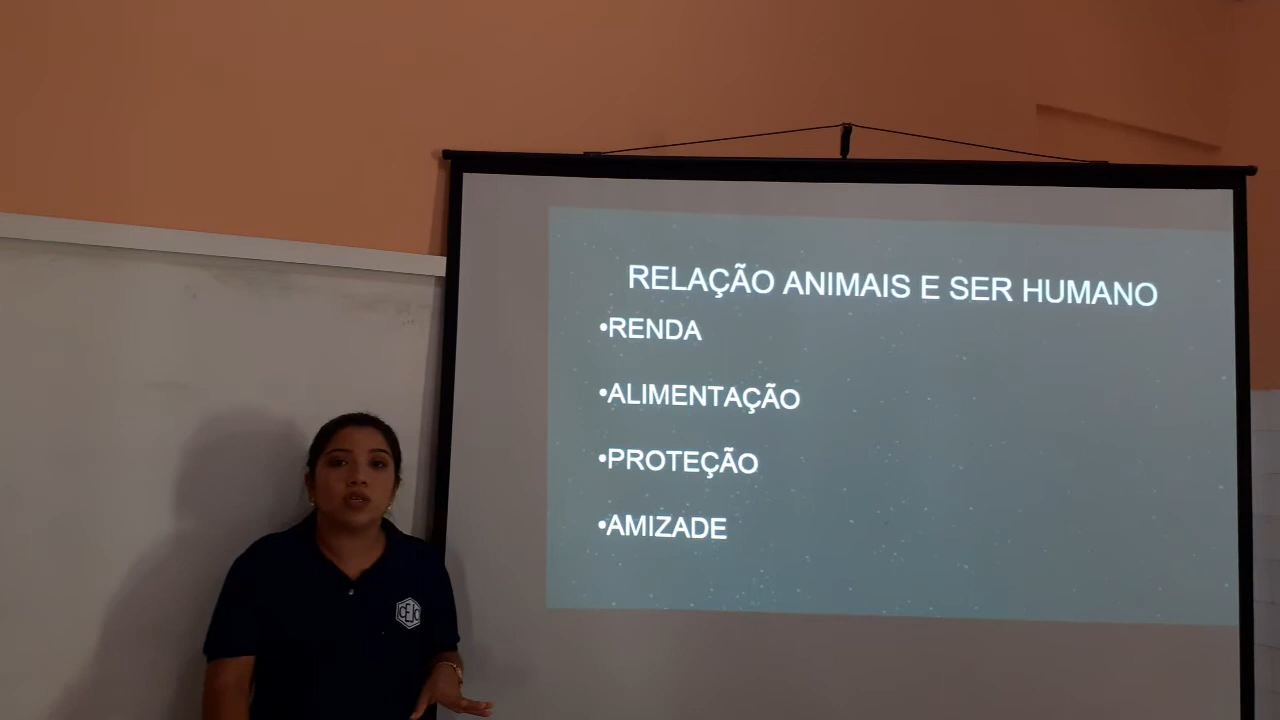 RELAÇÃO ANIMAIS E SER HUMANO
•RENDA
•ALIMENTAÇÃO
•PROTEÇÃO
•AMIZADE